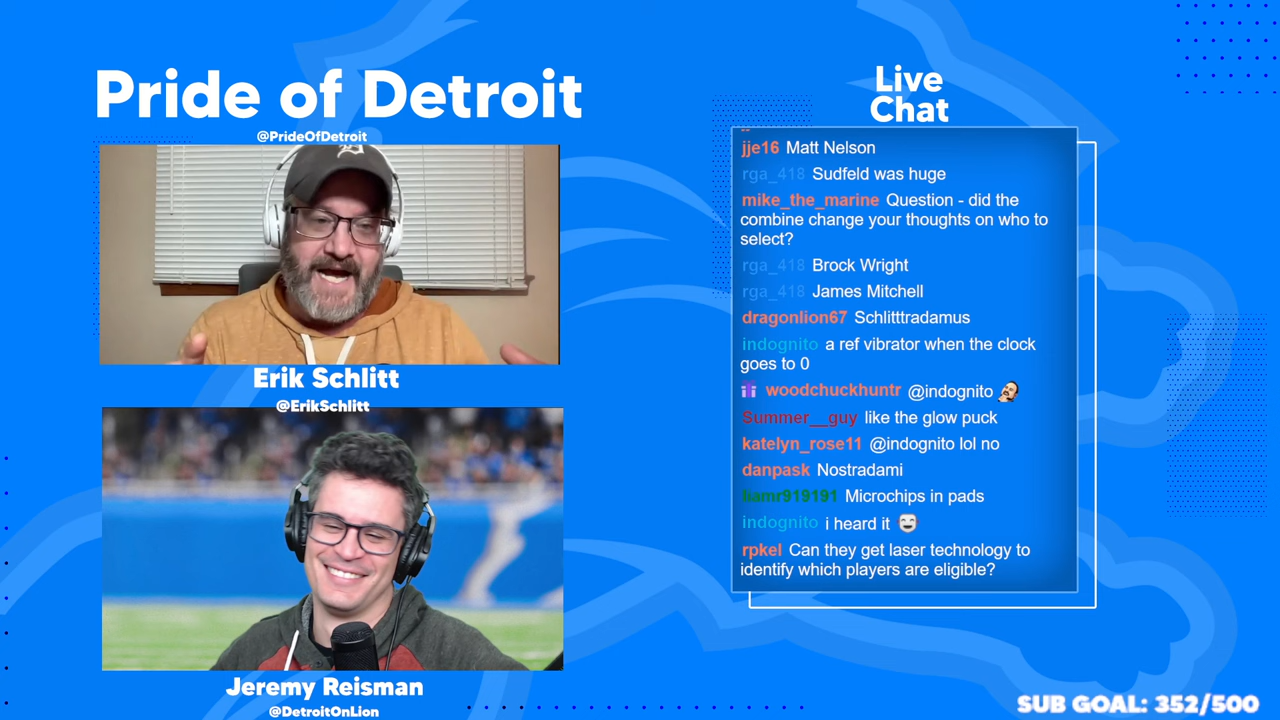 Pride of Detroit
@PrideOfDetroit
Erik Schlitt
@ErikSchlitt
Jeremy Reisman
@DetroitOnLion
Live
Chat
jje16 Matt Nelson
rga_418 Sudfeld was huge
mike_the_marine Question - did the
combine change your thoughts on who to
select?
rga_418 Brock Wright
rga_418 James Mitchell
dragonlion67 Schlitttradamus
indognito a ref vibrator when the clock
goes to 0
woodchuckhuntr @indognito
Summer__guy like the glow puck
katelyn_rose11 @indognito lol no
danpask Nostradami
liamr919191 Microchips in pads
indognito i heard it
rpkel Can they get laser technology to
identify which players are eligible?
SUB GOAL: 352/500